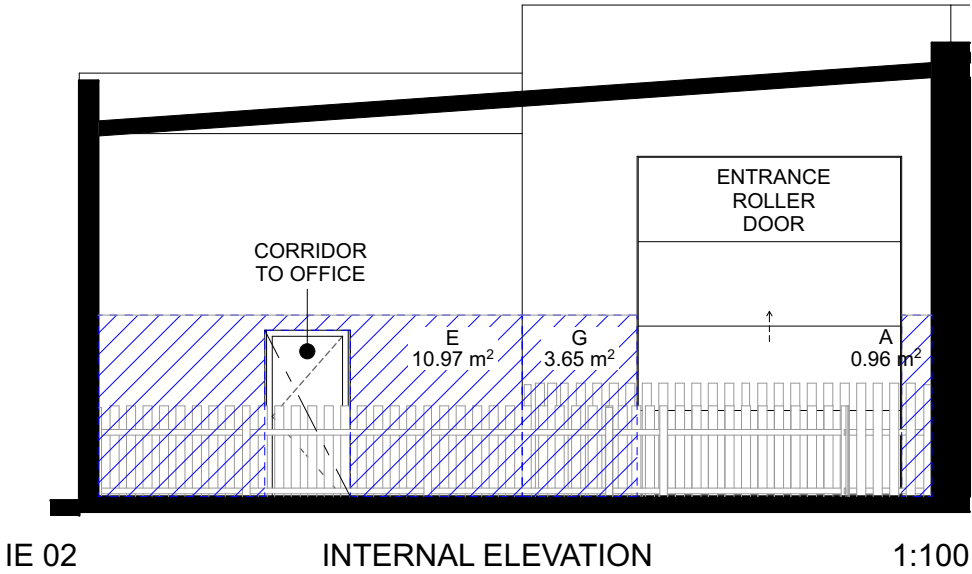 ENTRANCE
ROLLER
DOOR
CORRIDOR
TO OFFICE
E
10.97 m²
G
3.65 m²
A
0.96 m²
IE 02
INTERNAL ELEVATION
1:100